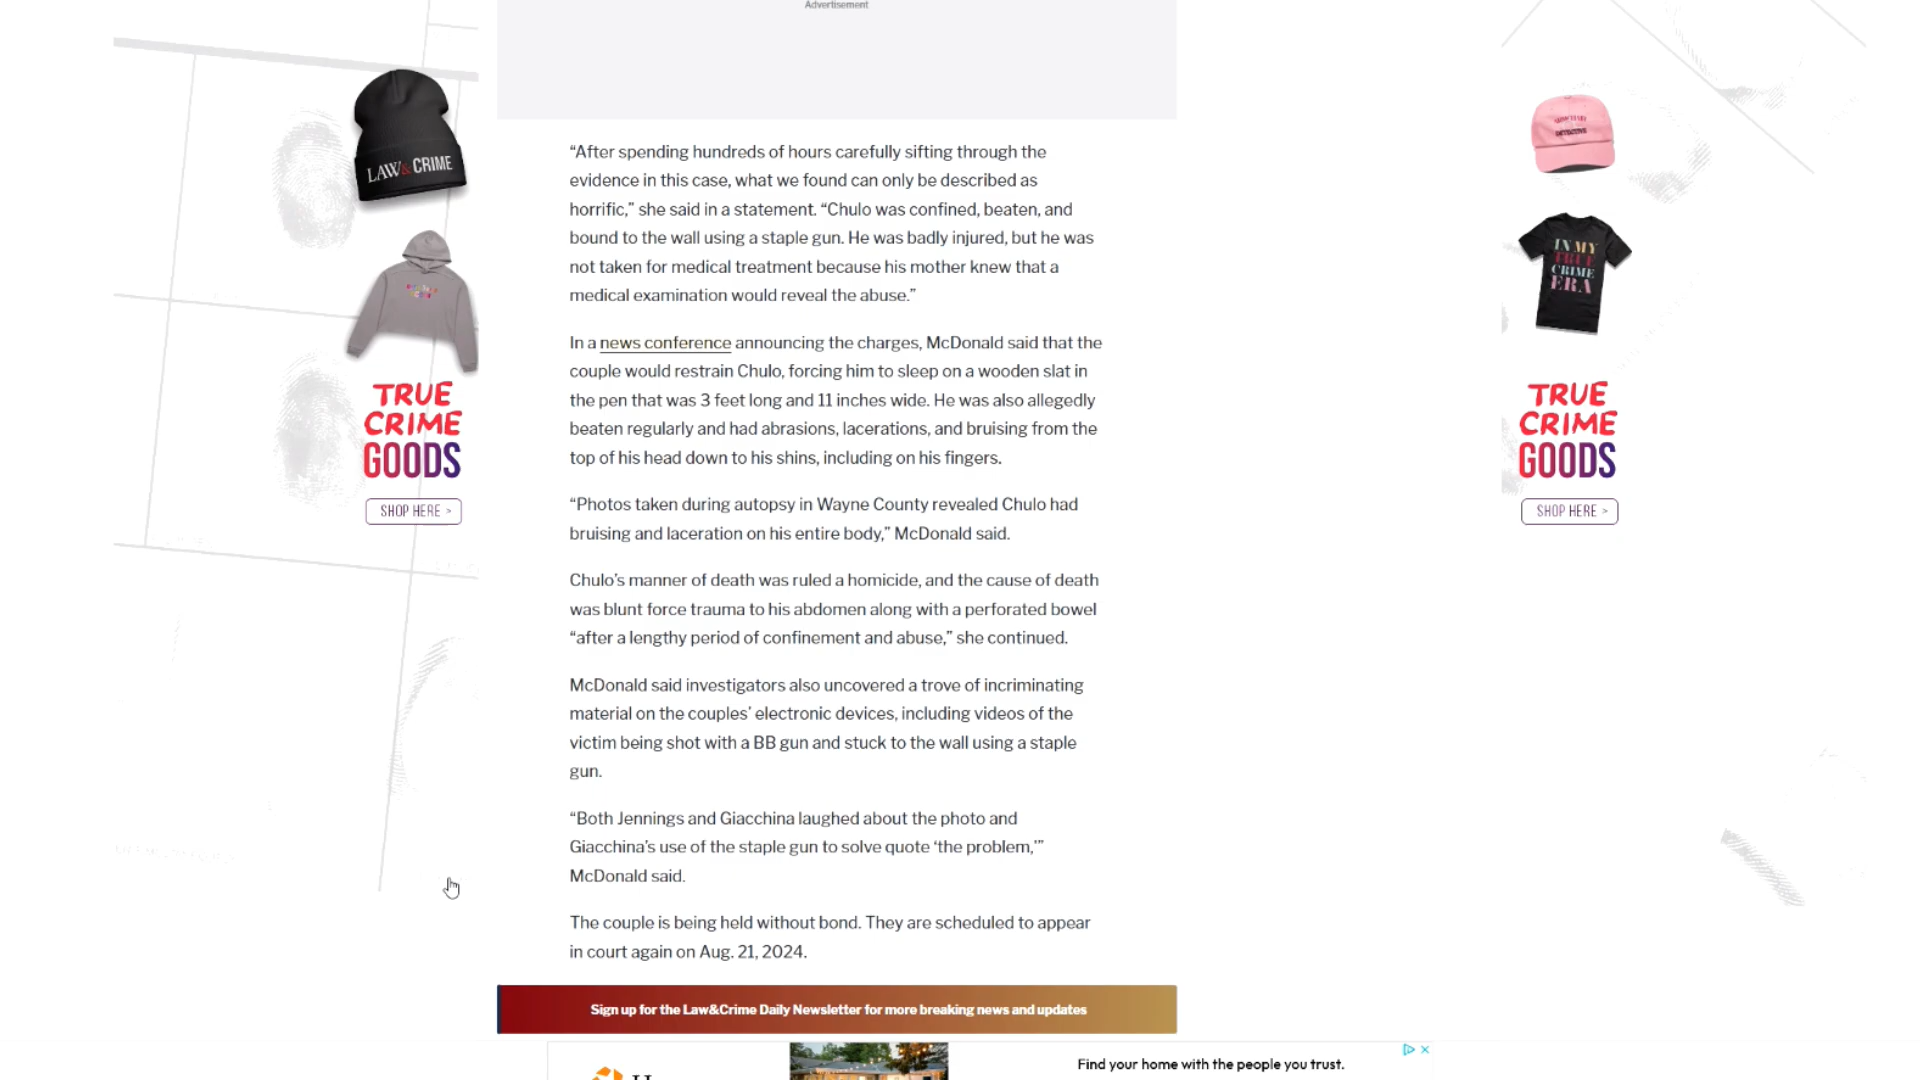 Advertisement
“After spending hundreds of hours carefully sifting through the
evidence in this case, what we found can only be described as
horrific,” she said in a statement. “Chulo was confined, beaten, and
bound to the wall using a staple gun. He was badly injured, but he was
not taken for medical treatment because his mother knew that a
medical examination would reveal the abuse.”
In a news conference announcing the charges, McDonald said that the
couple would restrain Chulo, forcing him to sleep on a wooden slat in
the pen that was 3 feet long and 11 inches wide. He was also allegedly
beaten regularly and had abrasions, lacerations, and bruising from the
top of his head down to his shins, including on his fingers.
“Photos taken during autopsy in Wayne County revealed Chulo had
bruising and laceration on his entire body,” McDonald said.
Chulo’s manner of death was ruled a homicide, and the cause of death
was blunt force trauma to his abdomen along with a perforated bowel
“after a lengthy period of confinement and abuse,” she continued.
McDonald said investigators also uncovered a trove of incriminating
material on the couples’ electronic devices, including videos of the
victim being shot with a BB gun and stuck to the wall using a staple
gun.
“Both Jennings and Giacchina laughed about the photo and
Giacchina’s use of the staple gun to solve quote ‘the problem,’”
McDonald said.
The couple is being held without bond. They are scheduled to appear
in court again on Aug. 21, 2024.
Sign up for the Law&Crime Daily Newsletter for more breaking news and updates
Find your home with the people you trust.
LAW&CRIME
TRUE
CRIME
GOODS
SHOP HERE >
DETECTIVE
IN MY
TRUE
CRIME
ERA
TRUE
CRIME
GOODS
SHOP HERE >